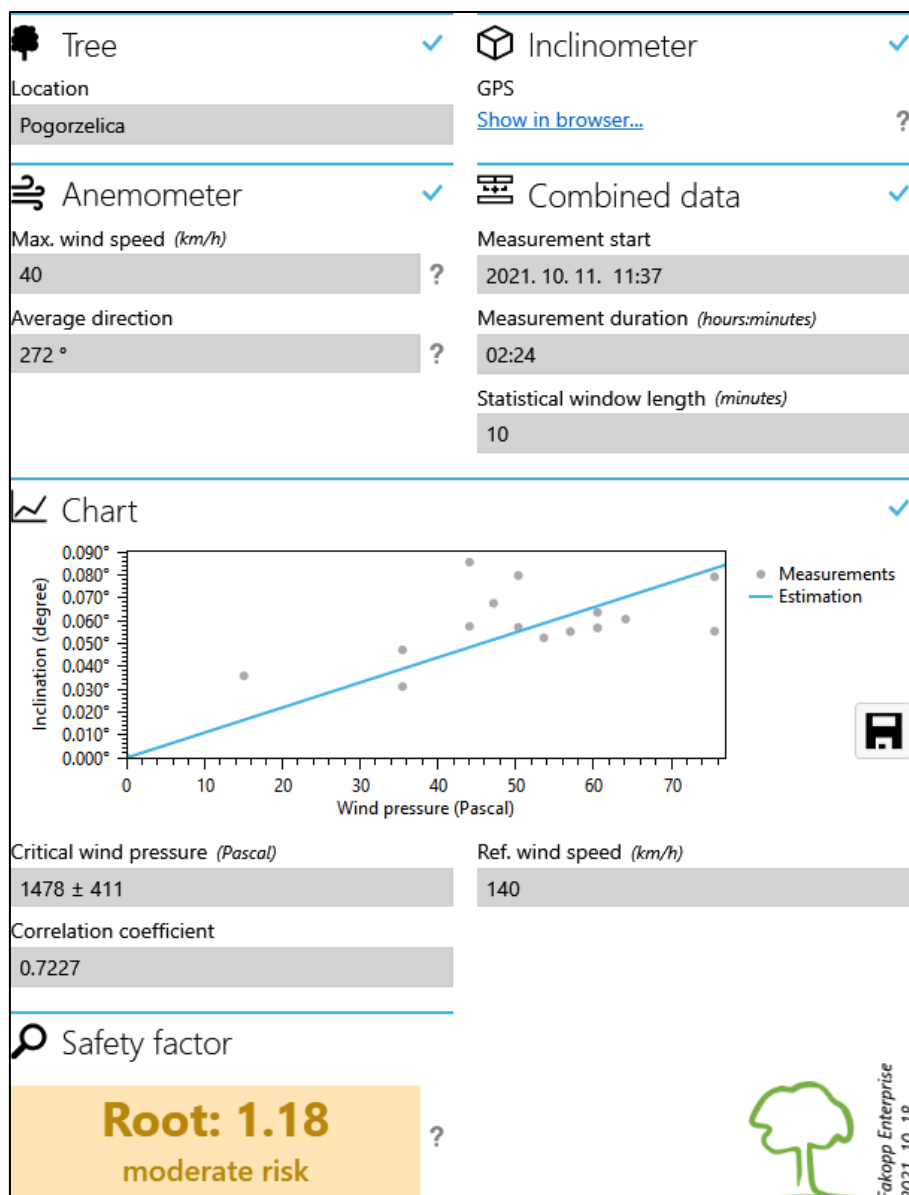 Tree
Location
Pogorzelica
Inclinometer
GPS
Show in browser...
?
Anemometer
Max. wind speed (km/h)
40
?
Average direction
272 °
?
Combined data
Measurement start
2021. 10. 11. 11:37
Measurement duration (hours:minutes)
02:24
Statistical window length (minutes)
10
Chart
Inclination (degree)
0.090°
0.080°
0.070°
0.060°
0.050°
0.040°
0.030°
0.020°
0.010°
0.000°
0 10 20 30 40 50 60 70
Wind pressure (Pascal)
Measurements
Estimation
Critical wind pressure (Pascal)
1478 ± 411
Ref. wind speed (km/h)
140
Correlation coefficient
0.7227
Safety factor
Root: 1.18
moderate risk
?
Fakopp Enterprise
2021. 10. 18.